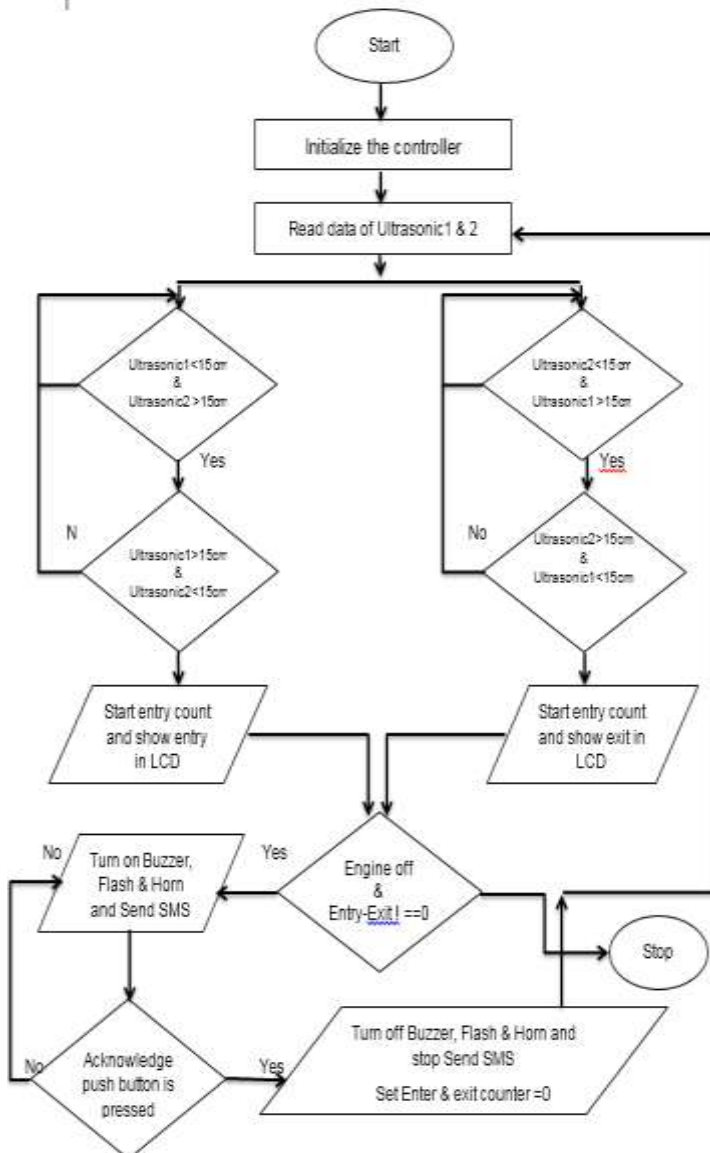 Start
Initialize the controller
Read data of Ultrasonic1 & 2
Ultrasonic1<15cm
&
Ultrasonic2 >15cm
Ultrasonic2<15cm
&
Ultrasonic1 >15cm
Yes
Yes
N
Ultrasonic1>15cm
&
Ultrasonic2<15cm
No
Ultrasonic2>15cm
&
Ultrasonic1<15cm
Start entry count
and show entry
in LCD
Start entry count
and show exit in
LCD
No
Turn on Buzzer,
Flash & Horn
and Send SMS
Yes
Engine off
&
Entry-Exit! ==0
Stop
No
Acknowledge
push button is
pressed
Yes
Turn off Buzzer, Flash & Horn and
stop Send SMS
Set Enter & exit counter =0